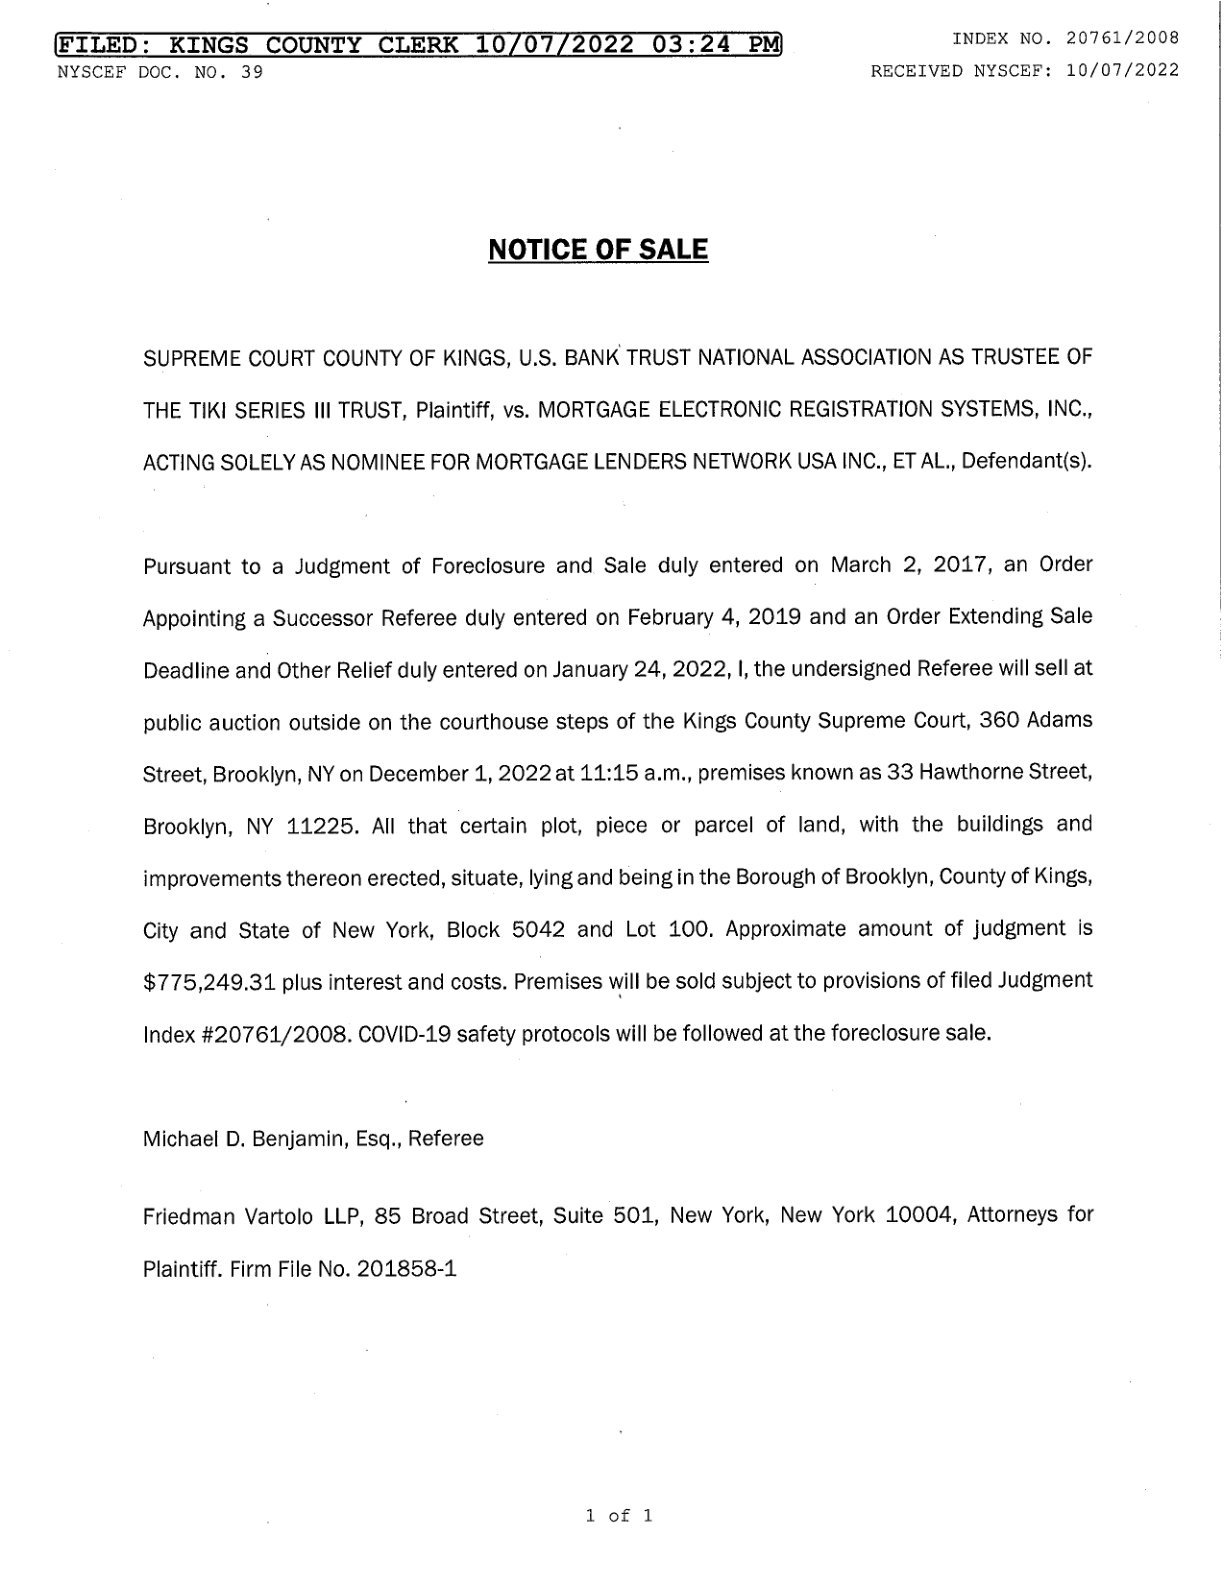 FILED: KINGS COUNTY CLERK 10/07/2022 03:24 PM
INDEX NO. 20761/2008
NYSCEF DOC. NO. 39
RECEIVED NYSCEF: 10/07/2022
NOTICE OF SALE
SUPREME COURT COUNTY OF KINGS, U.S. BANK TRUST NATIONAL ASSOCIATION AS TRUSTEE OF
THE TIKI SERIES III TRUST, Plaintiff, vs. MORTGAGE ELECTRONIC REGISTRATION SYSTEMS, INC.,
ACTING SOLELY AS NOMINEE FOR MORTGAGE LENDERS NETWORK USA INC., ET AL., Defendant(s).
Pursuant to a Judgment of Foreclosure and Sale duly entered on March 2, 2017, an Order
Appointing a Successor Referee duly entered on February 4, 2019 and an Order Extending Sale
Deadline and Other Relief duly entered on January 24, 2022, I, the undersigned Referee will sell at
public auction outside on the courthouse steps of the Kings County Supreme Court, 360 Adams
Street, Brooklyn, NY on December 1, 2022 at 11:15 a.m., premises known as 33 Hawthorne Street,
Brooklyn, NY 11225. All that certain plot, piece or parcel of land, with the buildings and
improvements thereon erected, situate, lying and being in the Borough of Brooklyn, County of Kings,
City and State of New York, Block 5042 and Lot 100. Approximate amount of judgment is
$775,249.31 plus interest and costs. Premises will be sold subject to provisions of filed Judgment
Index #20761/2008. COVID-19 safety protocols will be followed at the foreclosure sale.
Michael D. Benjamin, Esq., Referee
Friedman Vartolo LLP, 85 Broad Street, Suite 501, New York, New York 10004, Attorneys for
Plaintiff. Firm File No. 201858-1
1 of 1